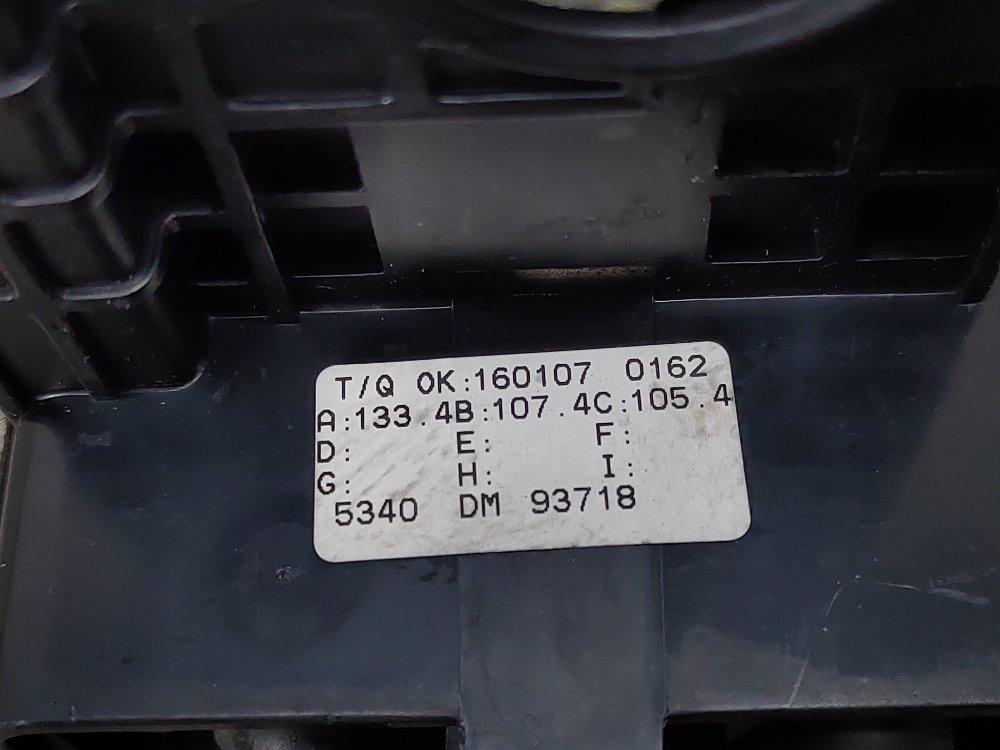 T/Q OK:160107 0162
A:133.4B:107.4C:105.4
D: E: F:
G: H: I:
5340 DM 93718